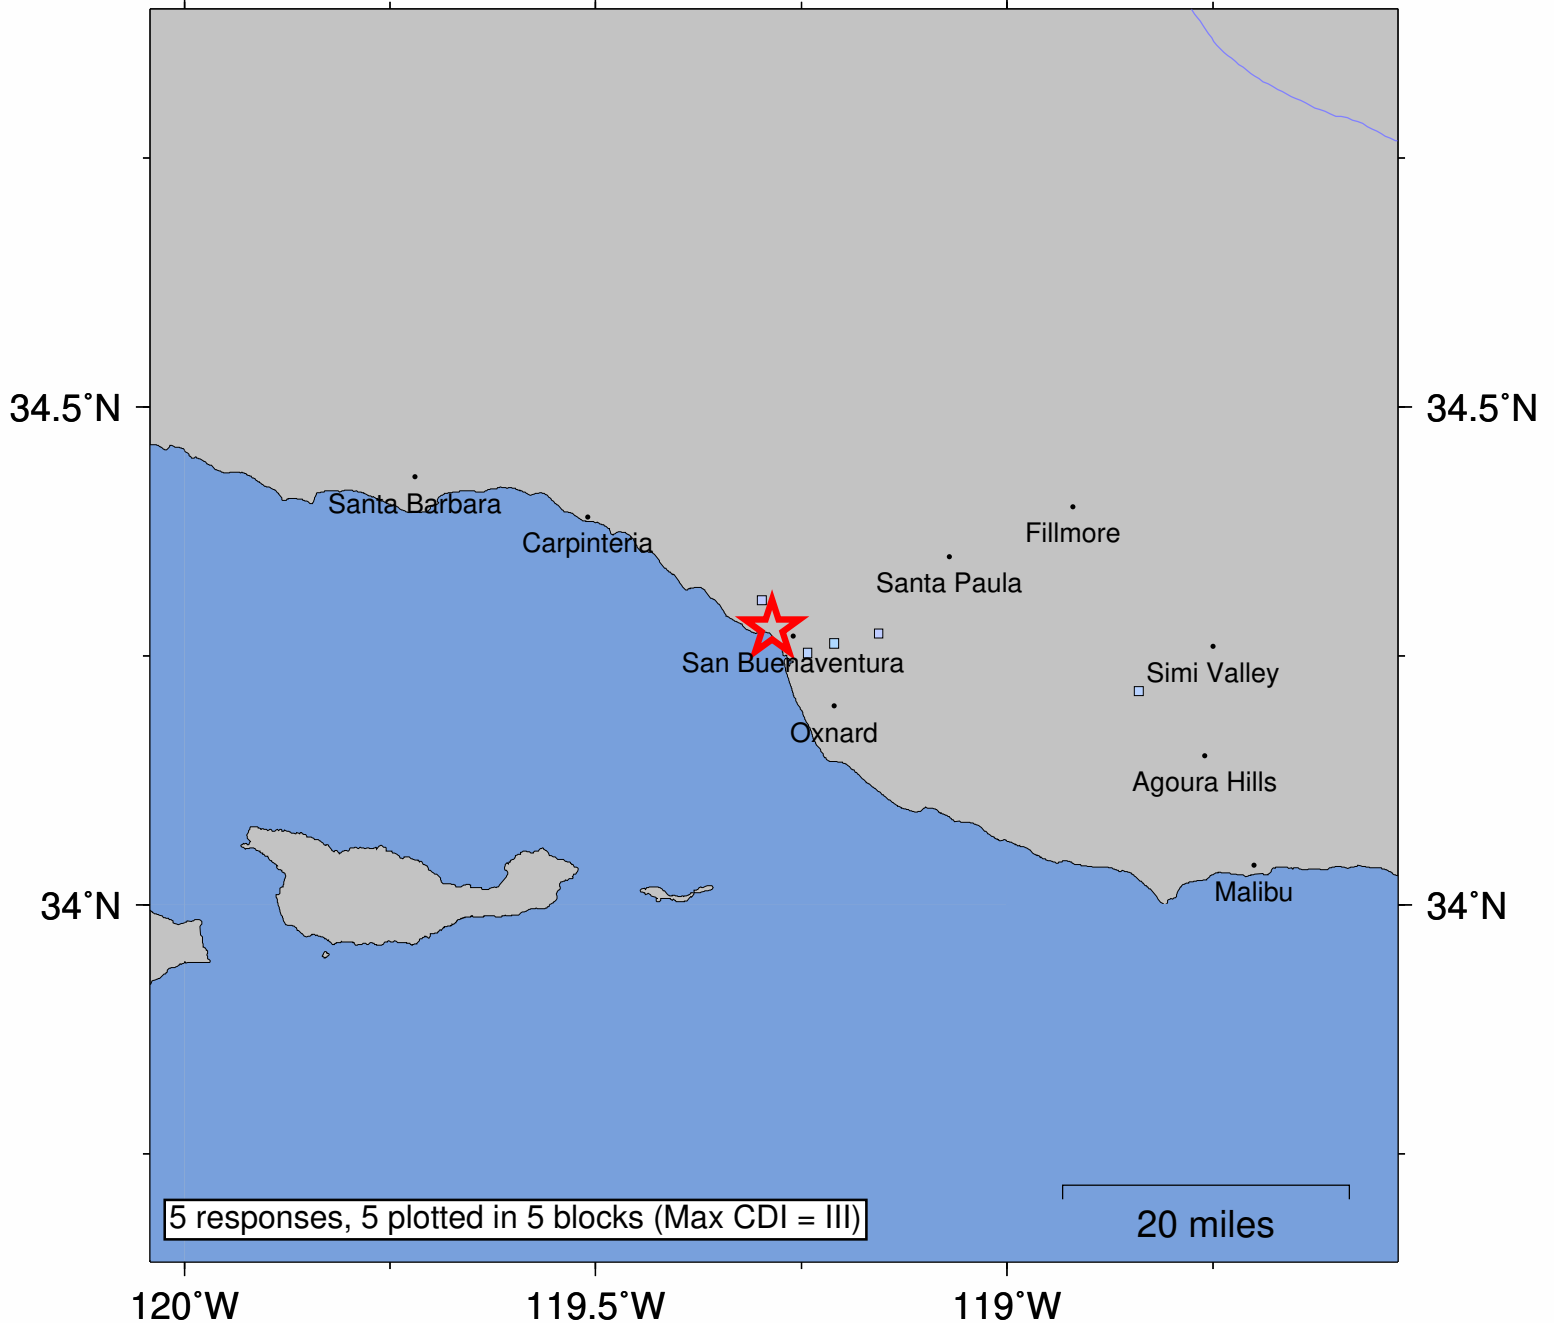 34.5˚N
34.5˚N
Santa Barbara
Carpinteria
Fillmore
Santa Paula
San Buenaventura
Simi Valley
Oxnard
Agoura Hills
Malibu
34˚N
34˚N
5 responses, 5 plotted in 5 blocks (Max CDI = III)
20 miles
120˚W
119.5˚W
119˚W